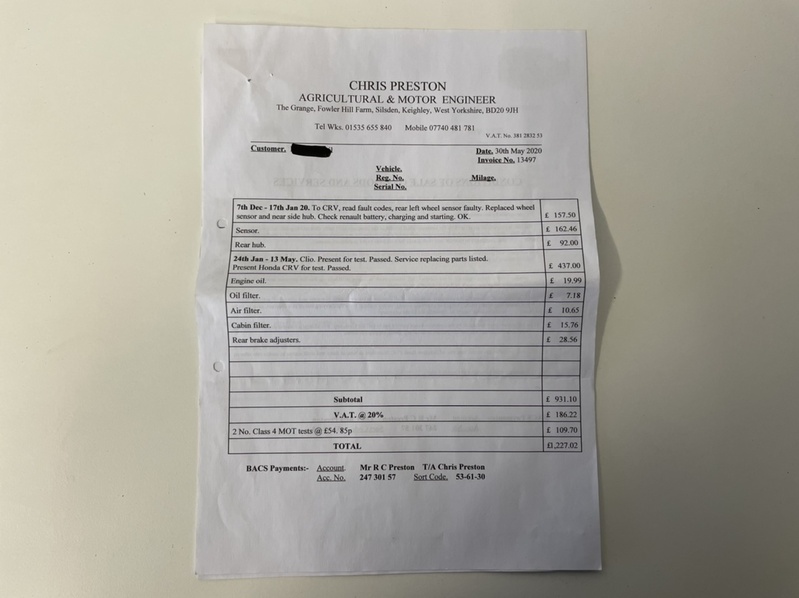 CHRIS PRESTON
AGRICULTURAL & MOTOR ENGINEER
The Grange, Fowler Hill Farm, Silsden, Keighley, West Yorkshire, BD20 9JH
Tel Wks. 01535 655 840 Mobile 07740 481 781
V.A.T. No. 181 2832 53
Customer. Date. 30th May 2020
Invoice No. 13497
Vehicle.
Reg. No. Milage.
Serial No.
7th Dec - 17th Jan 20. To CRV, read fault codes, rear left wheel sensor faulty. Replaced wheel
sensor and near side hub. Check renault battery, charging and starting. OK. £ 157.50
Sensor. £ 162.46
Rear hub. £ 92.00
24th Jan - 13 May. Clio. Present for test. Passed. Service replacing parts listed.
Present Honda CRV for test. Passed. £ 437.00
Engine oil. £ 19.99
Oil filter. £ 7.18
Air filter. £ 10.65
Cabin filter. £ 15.76
Rear brake adjusters. £ 28.56
Subtotal £ 931.10
V.A.T. @ 20% £ 186.22
2 No. Class 4 MOT tests @ £54. 85p £ 109.70
TOTAL £1,227.02
BACS Payments:- Account. Mr R C Preston T/A Chris Preston
Acc. No. 247 301 57 Sort Code. 53-61-30